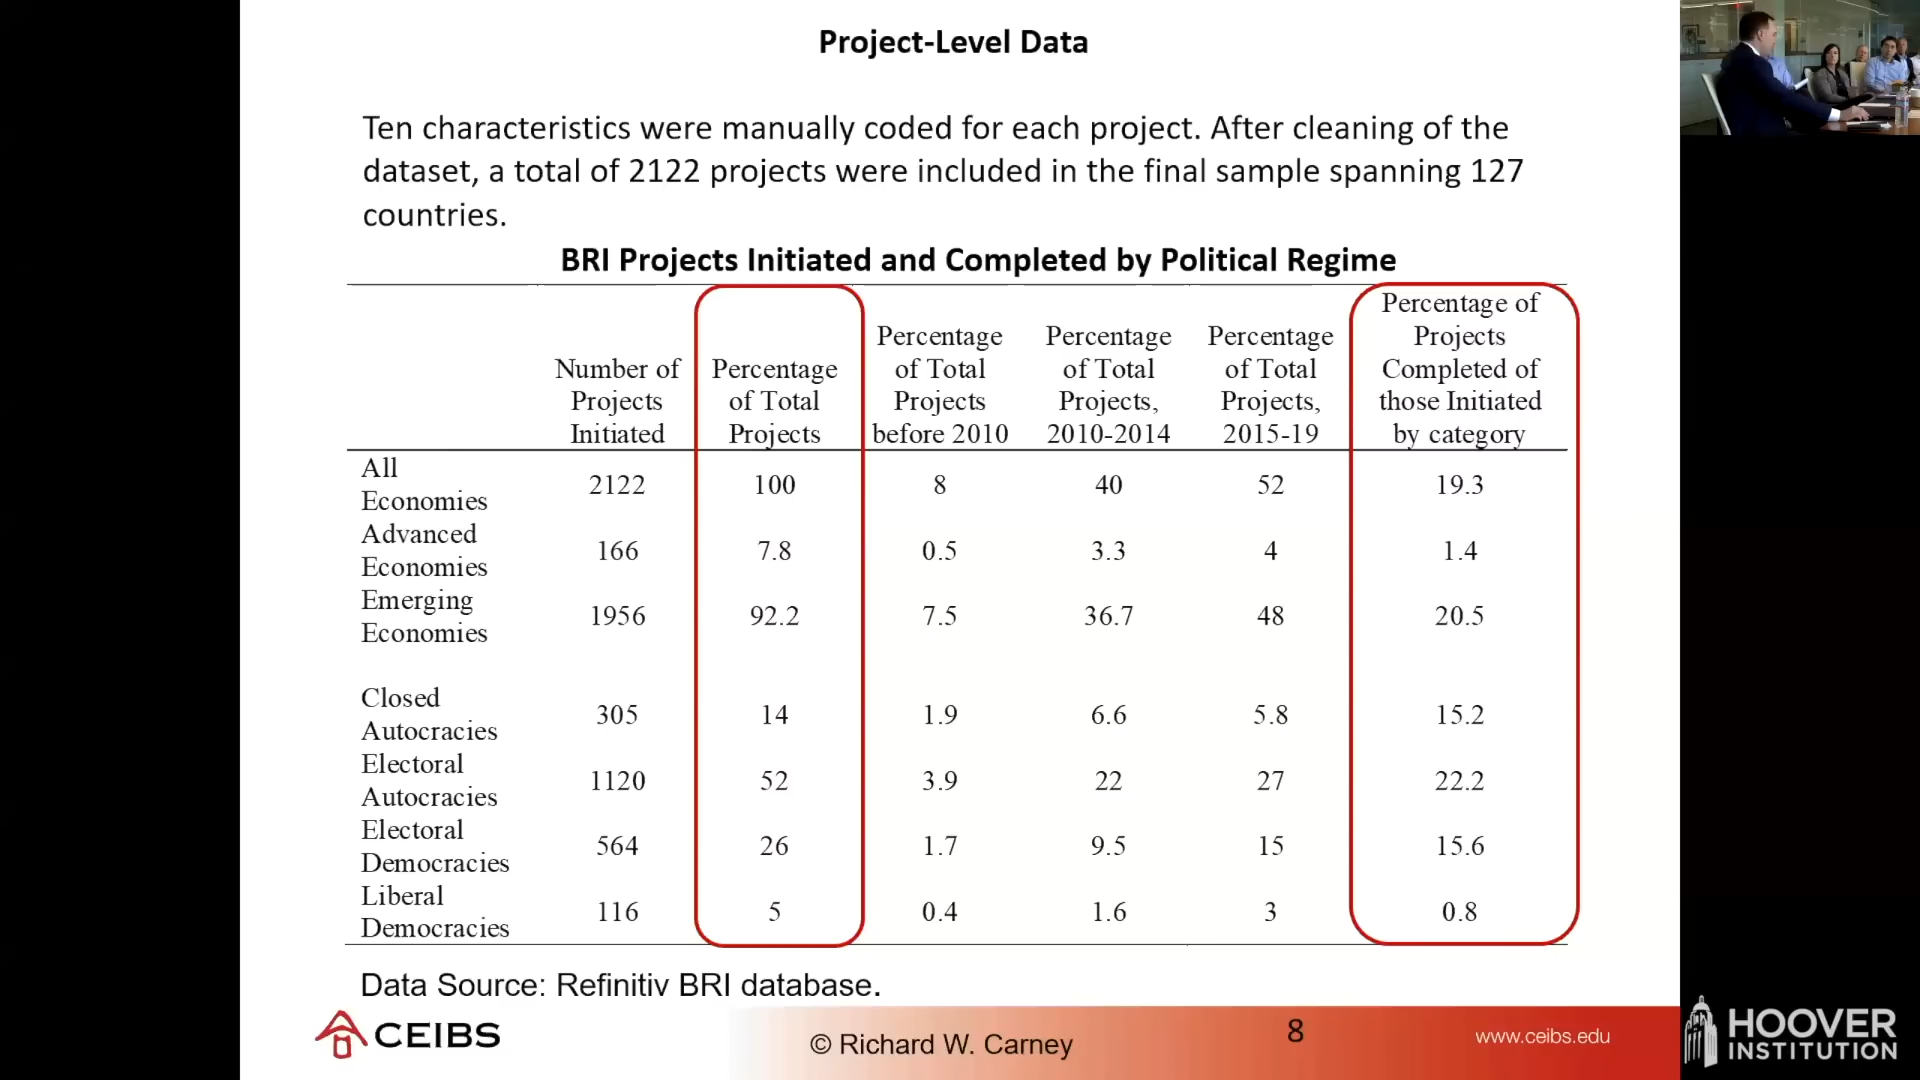 Project-Level Data
Ten characteristics were manually coded for each project. After cleaning of the
dataset, a total of 2122 projects were included in the final sample spanning 127
countries.
BRI Projects Initiated and Completed by Political Regime
Number of Projects Initiated
Percentage of Total Projects
Percentage of Total Projects before 2010
Percentage of Total Projects, 2010-2014
Percentage of Total Projects, 2015-19
Percentage of Projects Completed of those Initiated by category
All Economies 2122 100 8 40 52 19.3
Advanced Economies 166 7.8 0.5 3.3 4 1.4
Emerging Economies 1956 92.2 7.5 36.7 48 20.5
Closed Autocracies 305 14 1.9 6.6 5.8 15.2
Electoral Autocracies 1120 52 3.9 22 27 22.2
Electoral Democracies 564 26 1.7 9.5 15 15.6
Liberal Democracies 116 5 0.4 1.6 3 0.8
Data Source: Refinitiv BRI database.
CEIBS
© Richard W. Carney
8
www.ceibs.edu
HOOVER
INSTITUTION